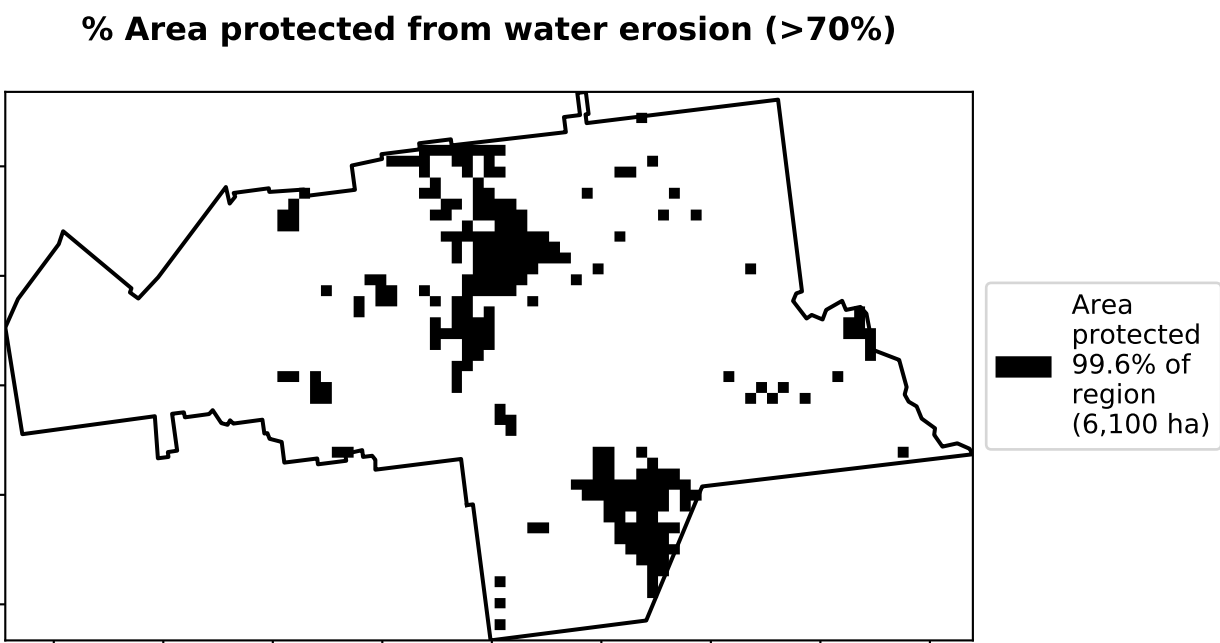 % Area protected from water erosion (>70%)
Area
protected
99.6% of
region
(6,100 ha)